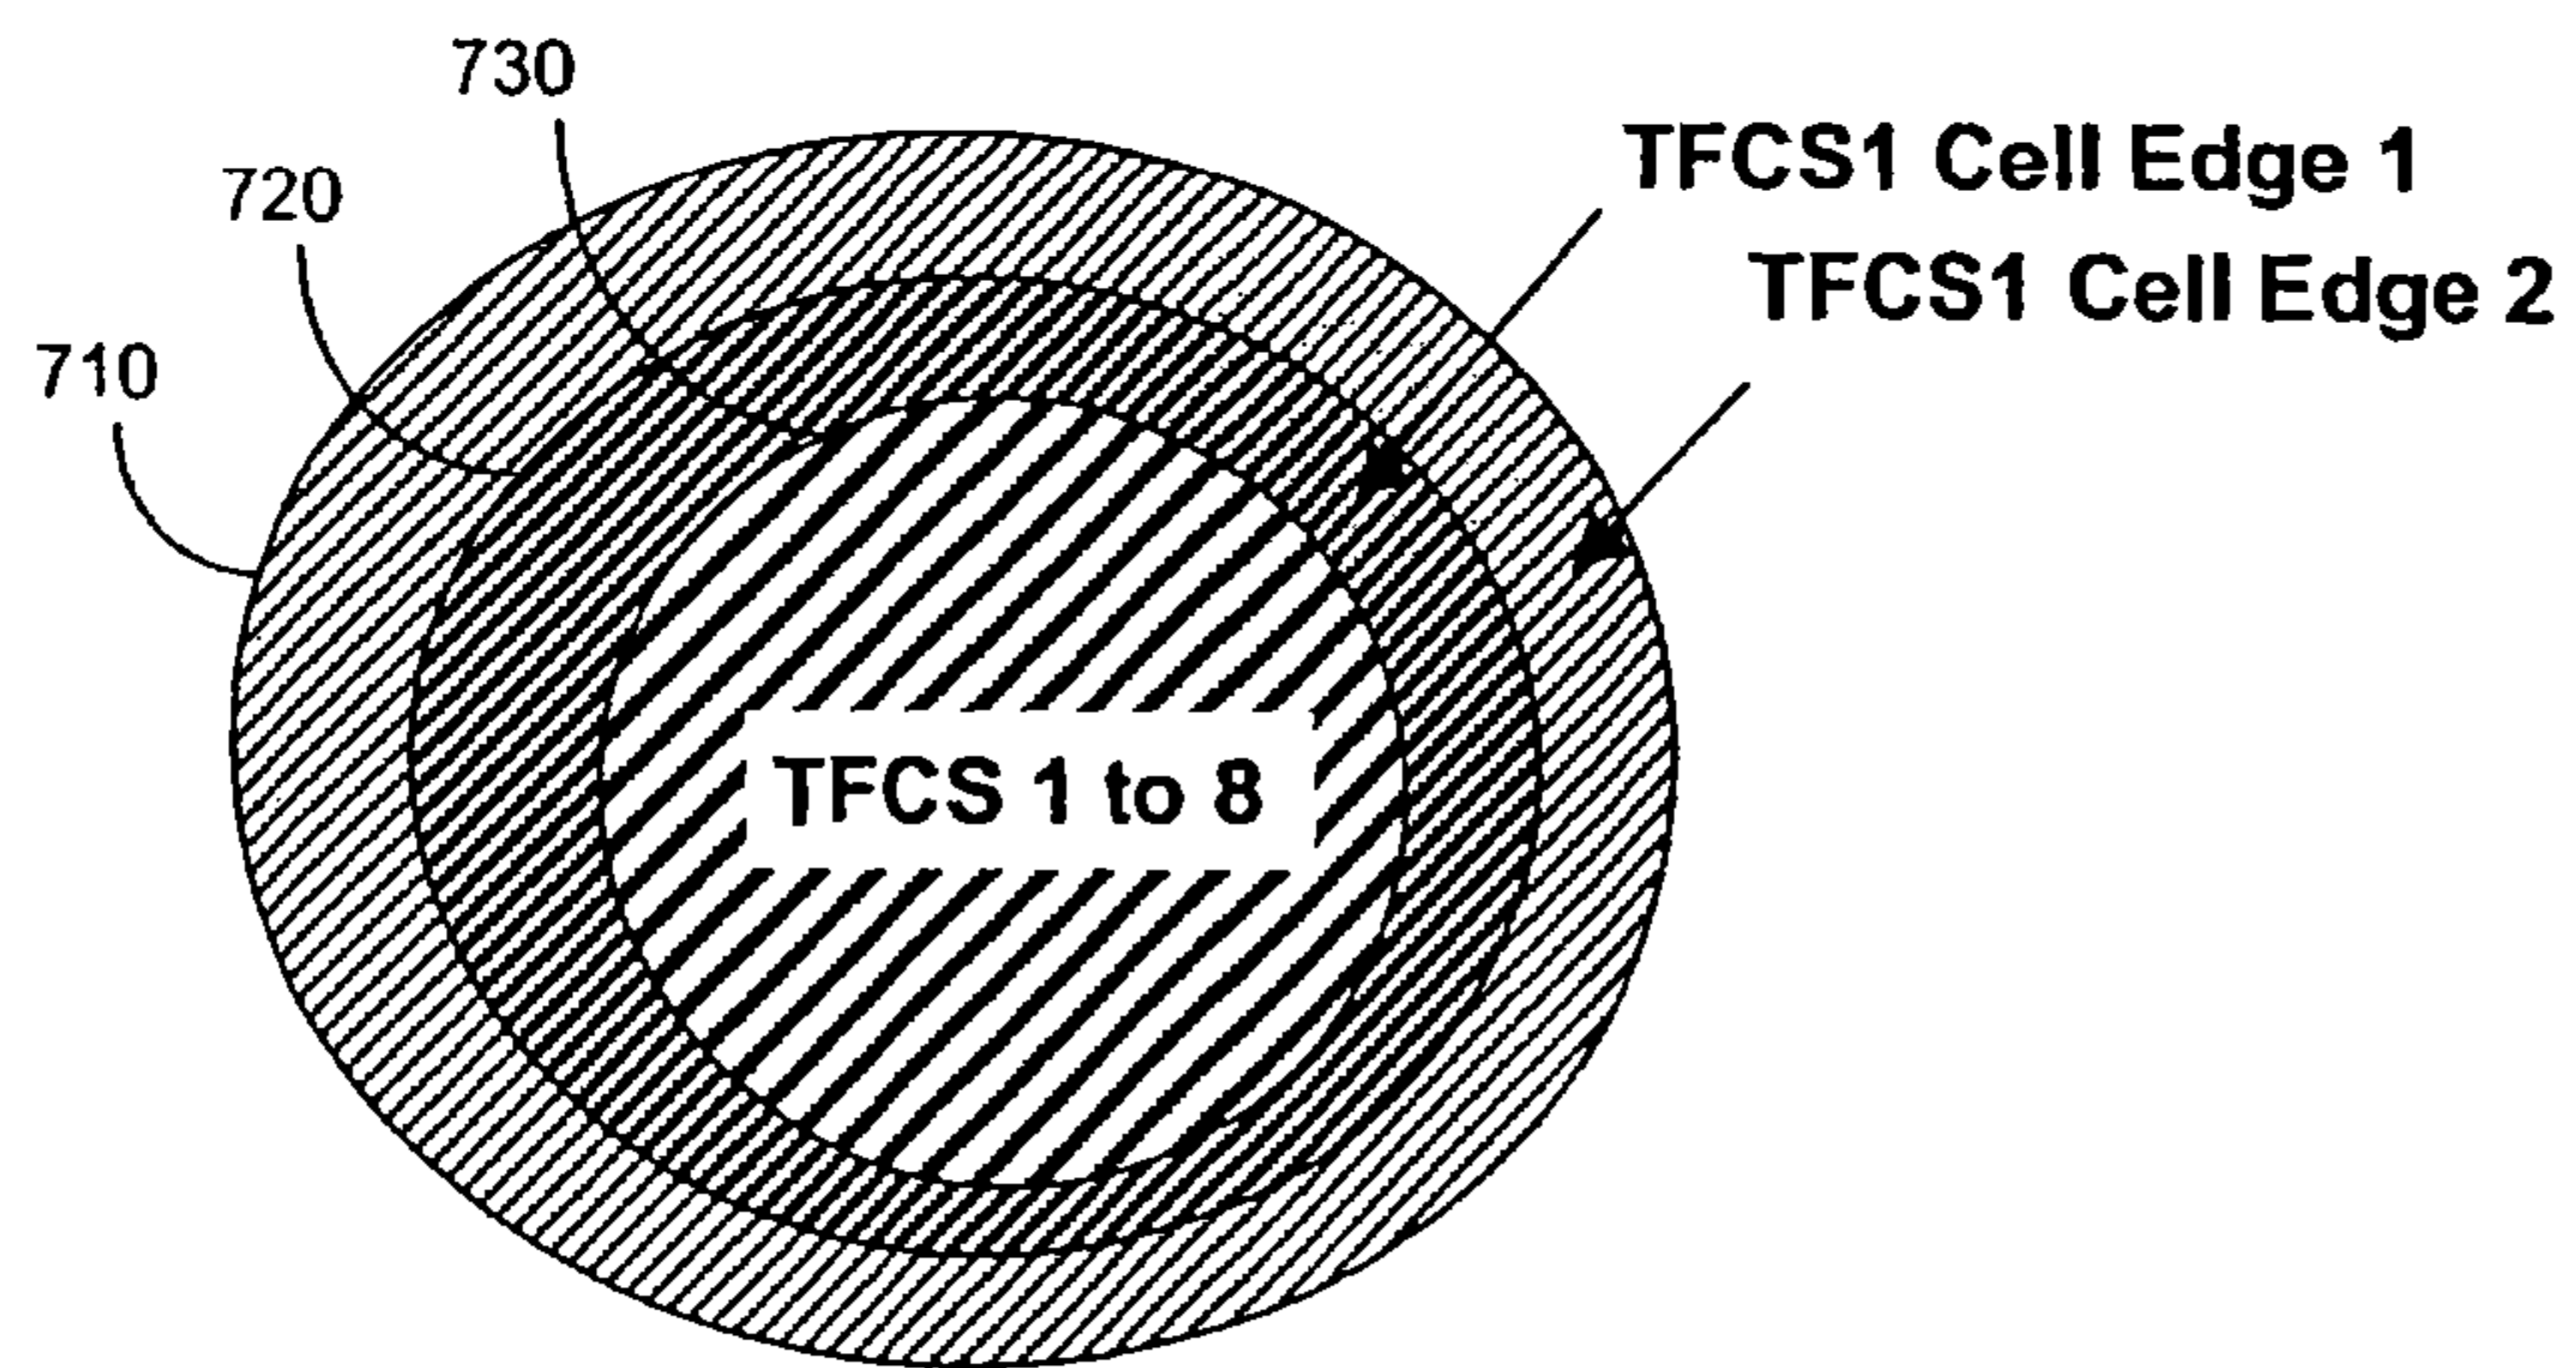 730
720
710
TFCS1 Cell Edge 1
TFCS1 Cell Edge 2
TFCS 1 to 8